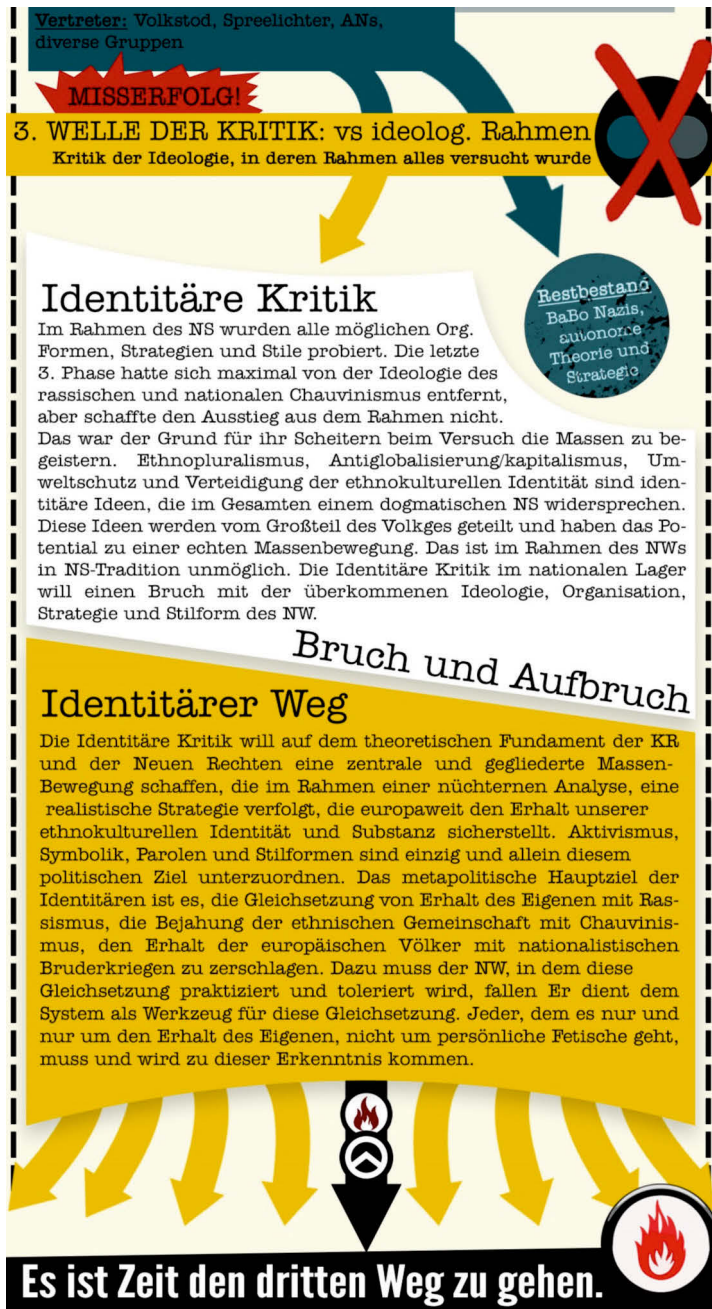 Vertreter: Volkstod, Spreelichter, ANs,
diverse Gruppen
MISSERFOLG!
3. WELLE DER KRITIK: vs ideolog. Rahmen
Kritik der Ideologie, in deren Rahmen alles versucht wurde
Identitäre Kritik
Im Rahmen des NS wurden alle möglichen Org.
Formen, Strategien und Stile probiert. Die letzte
3. Phase hatte sich maximal von der Ideologie des
rassischen und nationalen Chauvinismus entfernt,
aber schaffte den Ausstieg aus dem Rahmen nicht.
Das war der Grund für ihr Scheitern beim Versuch die Massen zu be-
geistern. Ethnopluralismus, Antiglobalisierung/kapitalismus, Um-
weltschutz und Verteidigung der ethnokulturellen Identität sind iden-
titäre Ideen, die im Gesamten einem dogmatischen NS widersprechen.
Diese Ideen werden vom Großteil des Volkges geteilt und haben das Po-
tential zu einer echten Massenbewegung. Das ist im Rahmen des NWs
in NS-Tradition unmöglich. Die Identitäre Kritik im nationalen Lager
will einen Bruch mit der überkommenen Ideologie, Organisation,
Strategie und Stilform des NW.
Restbestand
BaBo Nazis,
autonome
Theorie und
Strategie
Bruch und Aufbruch
Identitärer Weg
Die Identitäre Kritik will auf dem theoretischen Fundament der KR
und der Neuen Rechten eine zentrale und gegliederte Massen-
Bewegung schaffen, die im Rahmen einer nüchternen Analyse, eine
realistische Strategie verfolgt, die europaweit den Erhalt unserer
ethnokulturellen Identität und Substanz sicherstellt. Aktivismus,
Symbolik, Parolen und Stilformen sind einzig und allein diesem
politischen Ziel unterzuordnen. Das metapolitische Hauptziel der
Identitären ist es, die Gleichsetzung von Erhalt des Eigenen mit Ras-
sismus, die Bejahung der ethnischen Gemeinschaft mit Chauvinis-
mus, den Erhalt der europäischen Völker mit nationalistischen
Bruderkriegen zu zerschlagen. Dazu muss der NW, in dem diese
Gleichsetzung praktiziert und toleriert wird, fallen Er dient dem
System als Werkzeug für diese Gleichsetzung. Jeder, dem es nur und
nur um den Erhalt des Eigenen, nicht um persönliche Fetische geht,
muss und wird zu dieser Erkenntnis kommen.
Es ist Zeit den dritten Weg zu gehen.